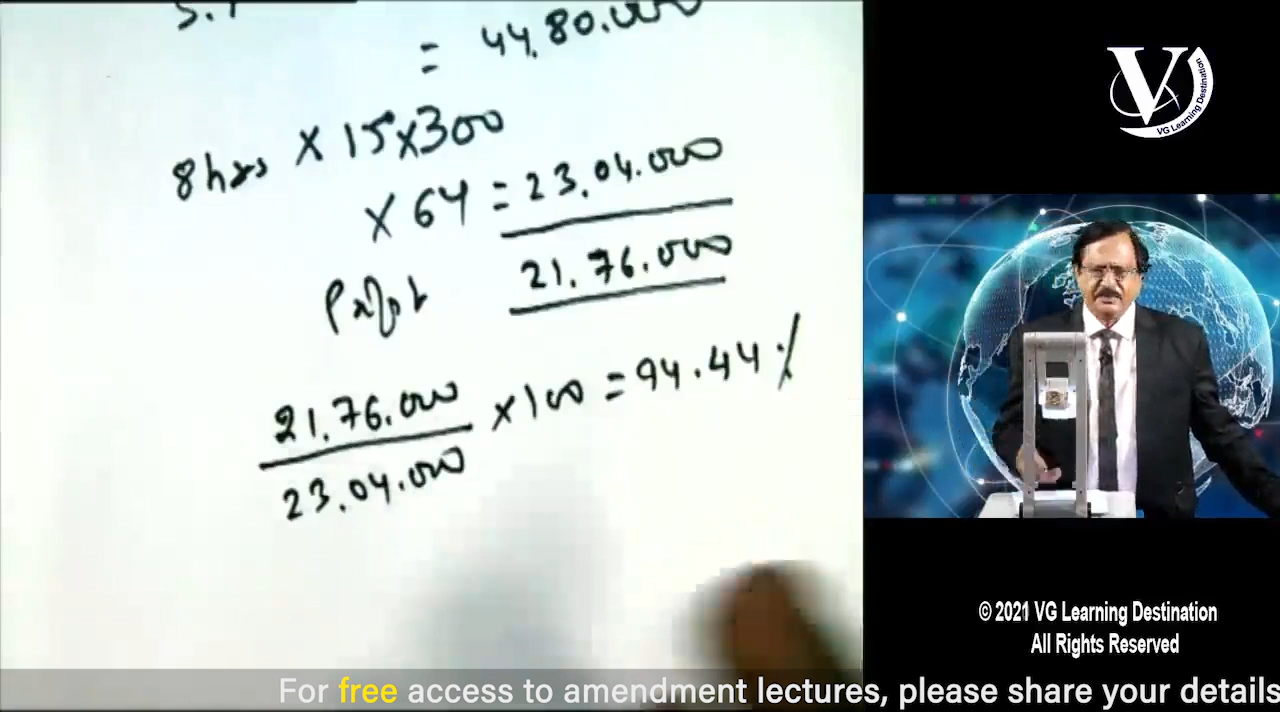 = 44,80,000
8hrs × 15 × 300
× 64 = 23,04,000
Profit 21,76,000
21,76,000 / 23,04,000 × 100 = 94.44%
V
VG Learning Destination
© 2021 VG Learning Destination
All Rights Reserved
For free access to amendment lectures, please share your details